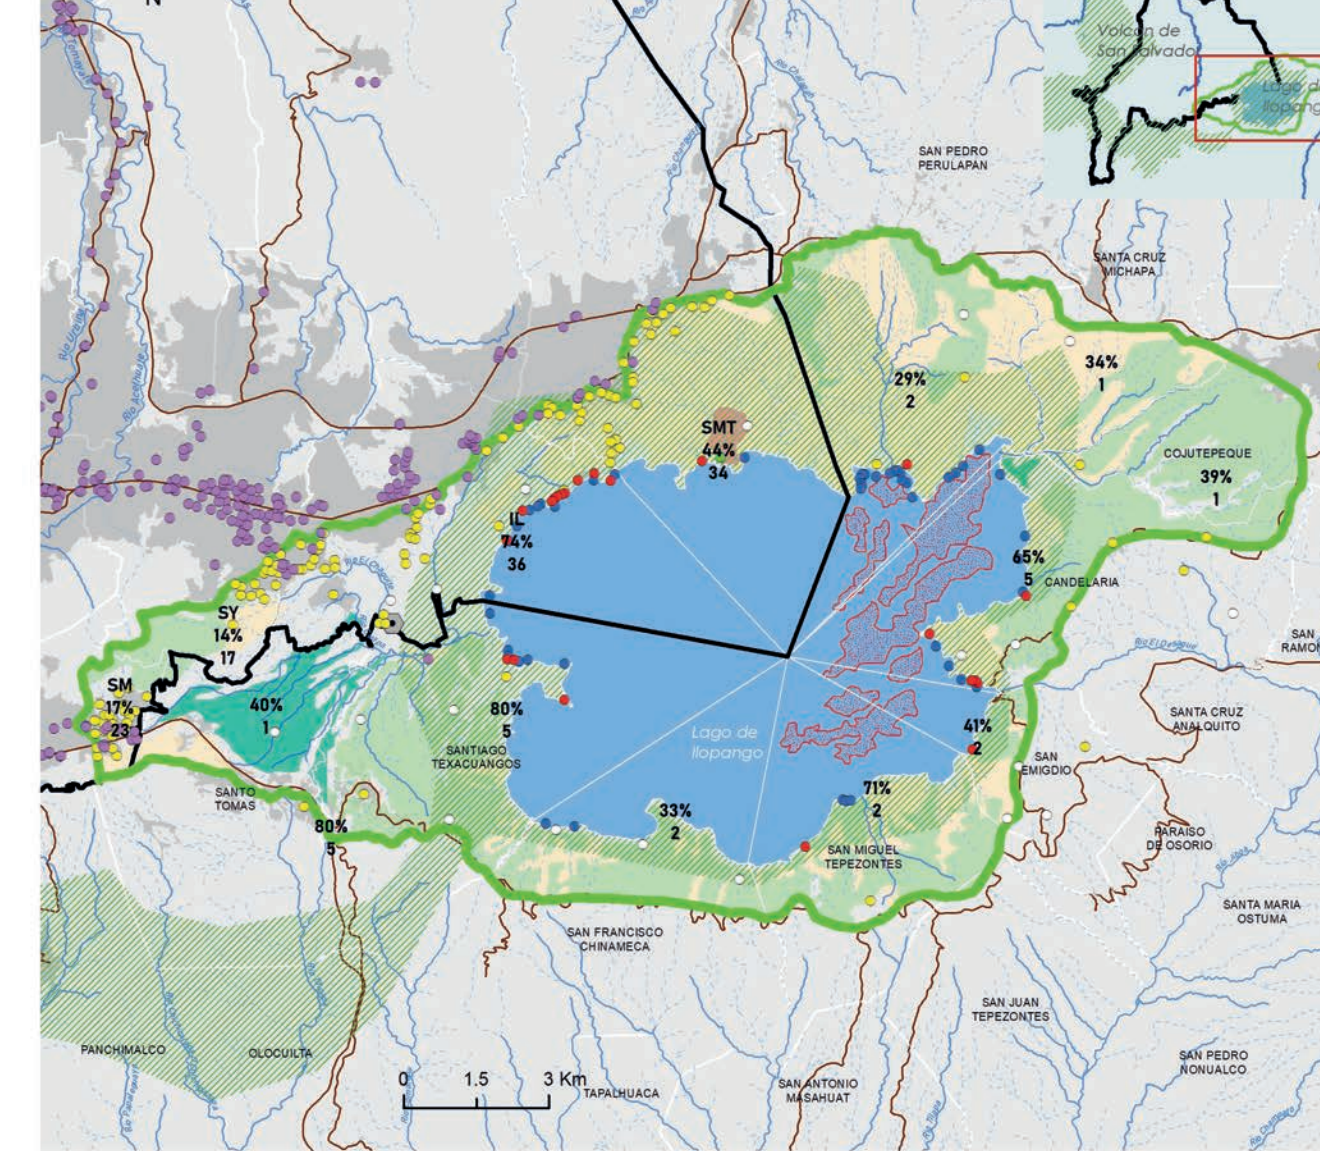 N
Volcán de
San Salvador
Lago de
Ilopango
SAN PEDRO
PERULAPAN
SANTA CRUZ
MICHAPA
34%
1
29%
2
SMT
44%
34
COJUTEPEQUE
39%
1
IL
74%
36
65%
5
CANDELARIA
SY
14%
17
SM
17%
23
40%
1
80%
5
SANTIAGO
TEXACUANGOS
Lago de
Ilopango
41%
2
SAN
EMIGDIO
SAN
RAMON
Rio El Desague
SANTA CRUZ
ANALQUITO
SANTO
TOMAS
80%
5
33%
2
71%
2
SAN MIGUEL
TEPEZONTES
PARAISO
DE OSORIO
SANTA MARIA
OSTUMA
SAN FRANCISCO
CHINAMECA
SAN JUAN
TEPEZONTES
PANCHIMALCO
OLOCUILTA
SAN PEDRO
NONUALCO
0 1.5 3 Km
TAPALHUACA
SAN ANTONIO
MASAHUAT
Rio Acelhuate